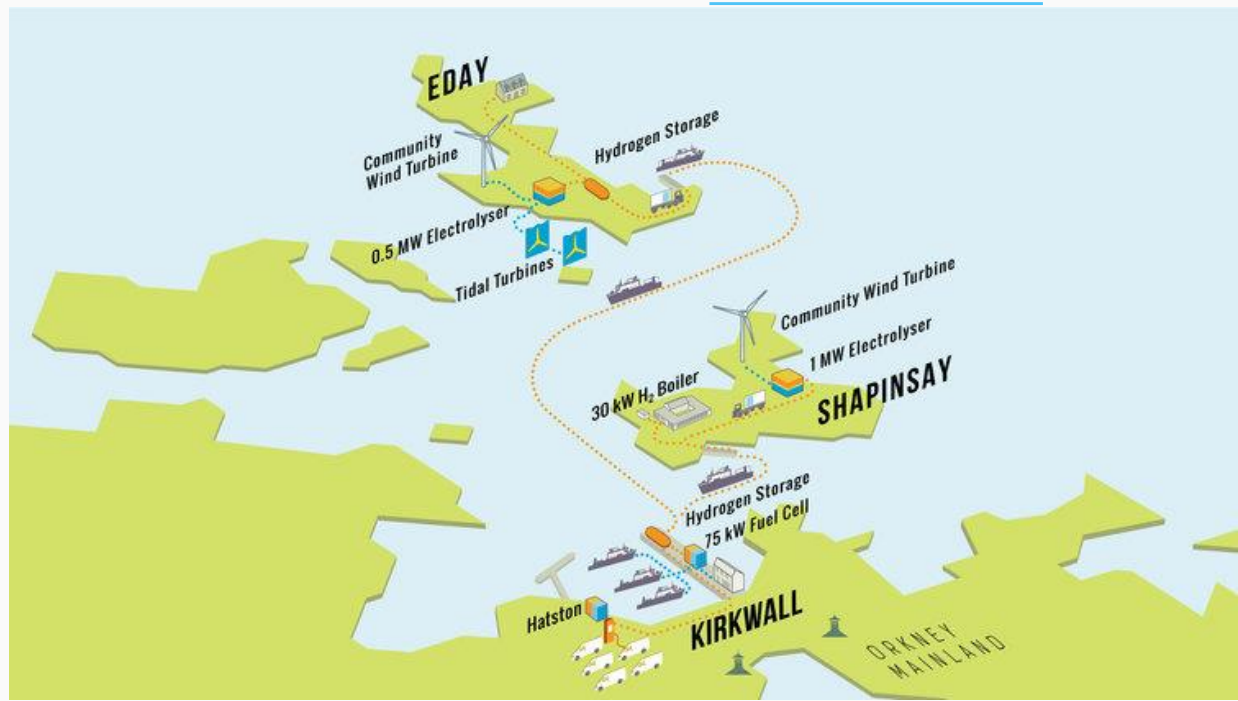 EDAY
Community
Wind Turbine
Hydrogen Storage
0.5 MW Electrolyser
Tidal Turbines
Community Wind Turbine
1 MW Electrolyser
30 kW H₂ Boiler
SHAPINSAY
Hydrogen Storage
75 kW Fuel Cell
Hatston
KIRKWALL
ORKNEY
MAINLAND